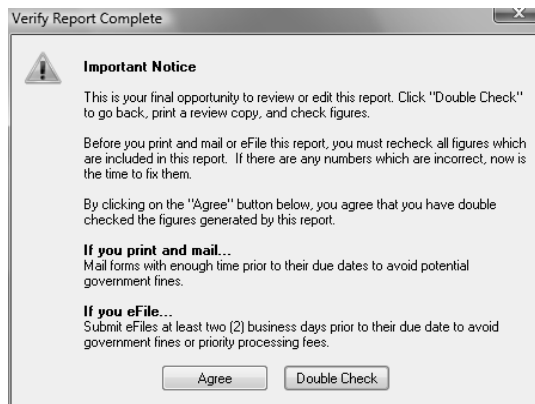 Verify Report Complete
Important Notice
This is your final opportunity to review or edit this report. Click "Double Check"
to go back, print a review copy, and check figures.
Before you print and mail or eFile this report, you must recheck all figures which
are included in this report.  If there are any numbers which are incorrect, now is
the time to fix them.
By clicking on the "Agree" button below, you agree that you have double
checked the figures generated by this report.
If you print and mail...
Mail forms with enough time prior to their due dates to avoid potential
government fines.
If you eFile...
Submit eFiles at least two (2) business days prior to their due date to avoid
government fines or priority processing fees.
Agree
Double Check